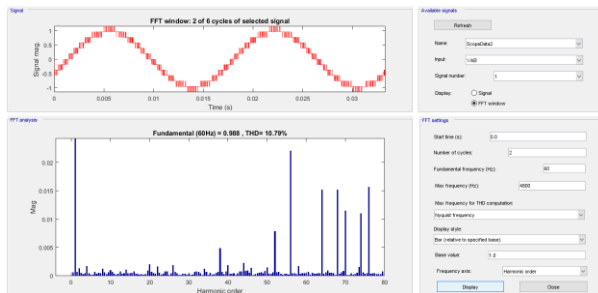 Signal
FFT window: 2 of 6 cycles of selected signal
Signal mag.
1
0.5
0
-0.5
-1
0
0.005
0.01
0.015
0.02
0.025
0.03
Time (s)
FFT analysis
Fundamental (60Hz) = 0.988 , THD= 10.79%
Mag
0.02
0.015
0.01
0.005
0
0
10
20
30
40
50
60
70
80
Harmonic order
Available signals
Refresh
Name:
ScopeData2
Input:
VAB
Signal number:
Display:
Signal
FFT window
FFT settings
Start time (s):
0.0
Number of cycles:
2
Fundamental frequency (Hz):
60
Max frequency (Hz):
4800
Max frequency for THD computation
Nyquist frequency
Display style:
Bar (relative to specified base)
Base value:
1.0
Frequency axis:
Harmonic order
Display
Close